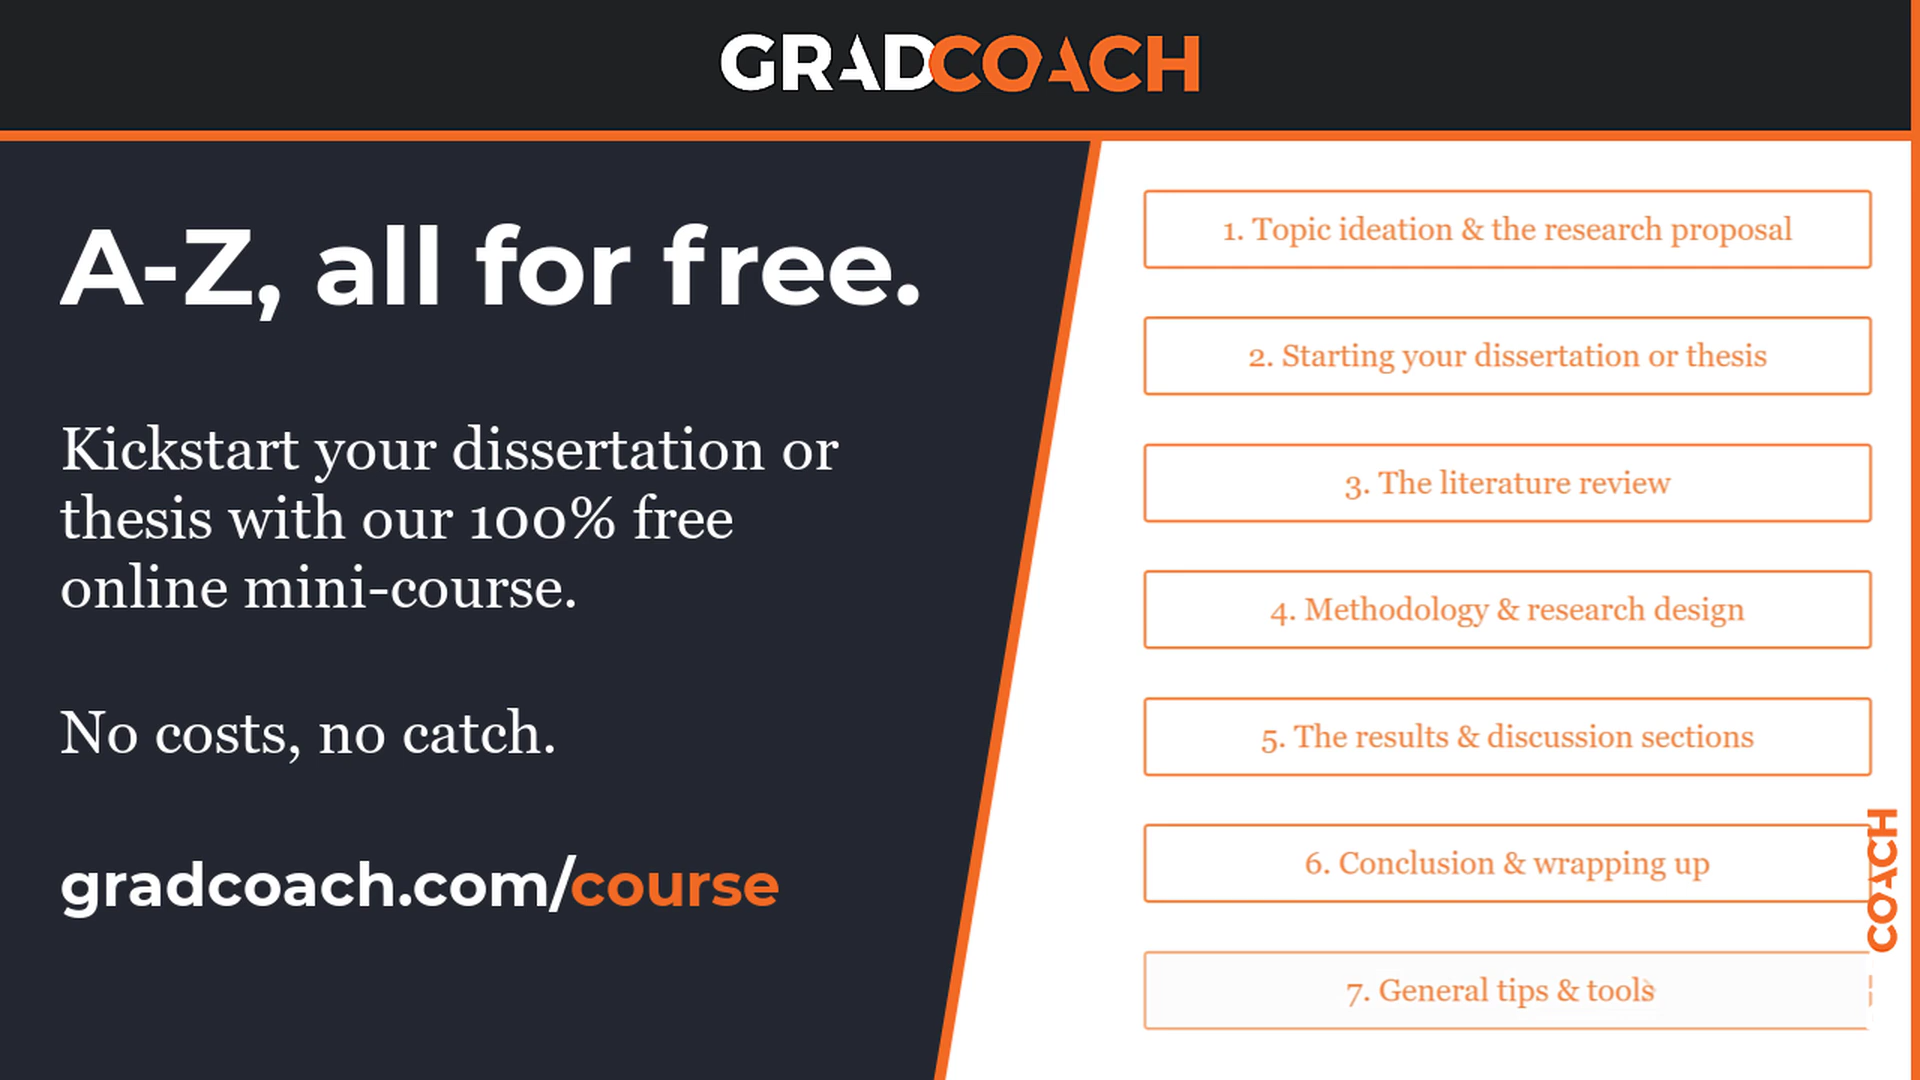 GRADCOACH
A-Z, all for free.
Kickstart your dissertation or
thesis with our 100% free
online mini-course.
No costs, no catch.
gradcoach.com/course
1. Topic ideation & the research proposal
2. Starting your dissertation or thesis
3. The literature review
4. Methodology & research design
5. The results & discussion sections
6. Conclusion & wrapping up
7. General tips & tools
COACH